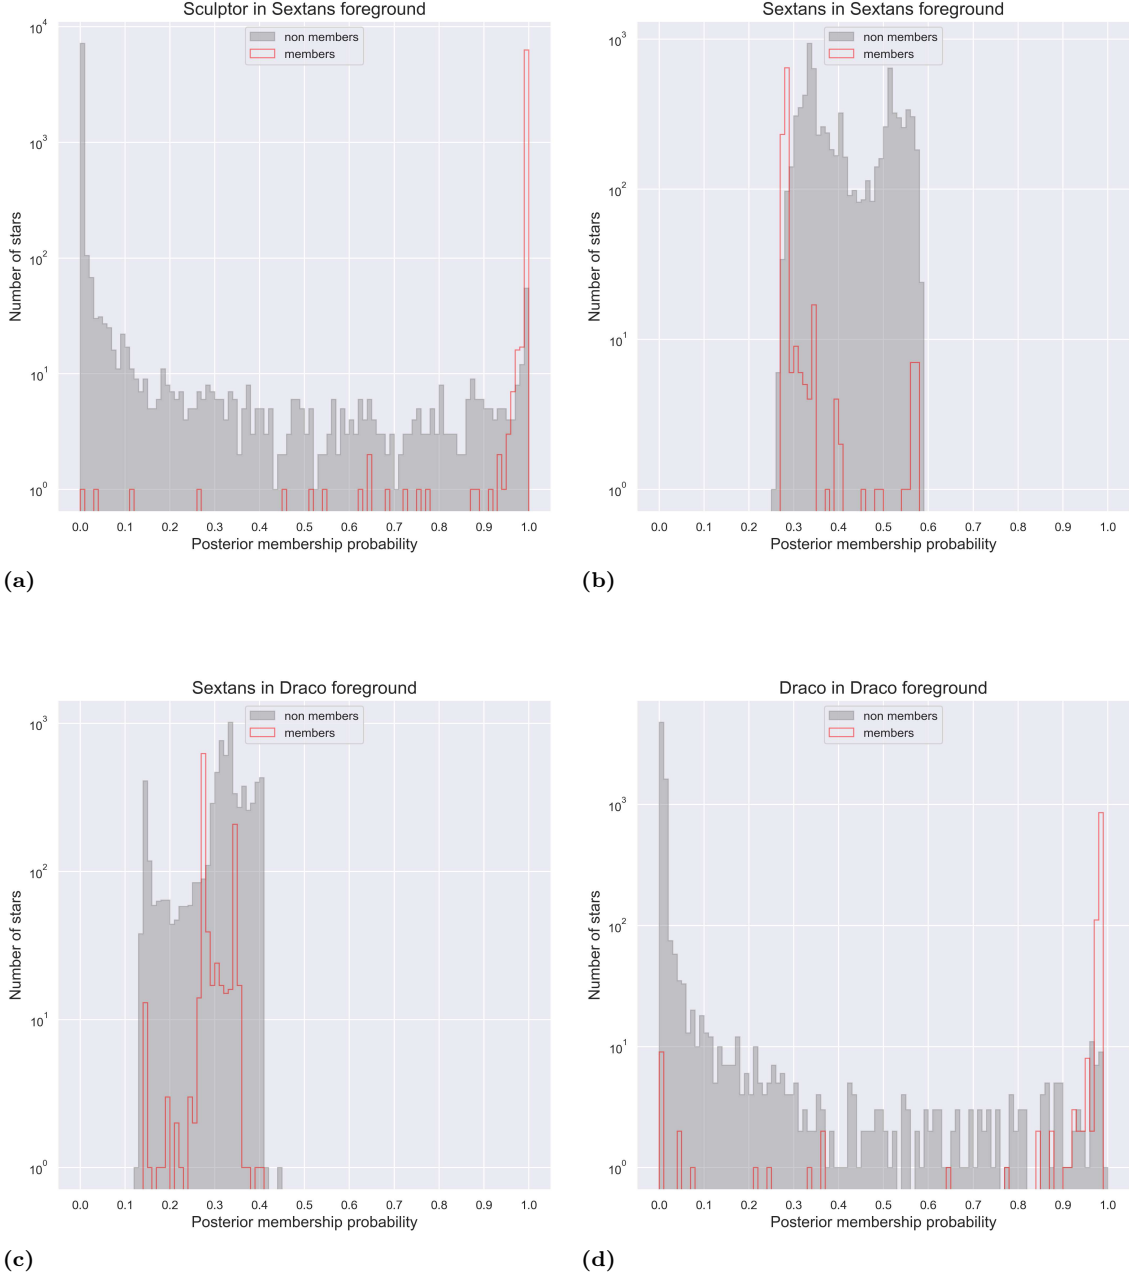 Sculptor in Sextans foreground
non members
members
10^4
10^3
10^2
10^1
10^0
Number of stars
0.0 0.1 0.2 0.3 0.4 0.5 0.6 0.7 0.8 0.9 1.0
Posterior membership probability
(a)
Sextans in Sextans foreground
non members
members
10^3
10^2
10^1
10^0
Number of stars
0.0 0.1 0.2 0.3 0.4 0.5 0.6 0.7 0.8 0.9 1.0
Posterior membership probability
(b)
Sextans in Draco foreground
non members
members
10^3
10^2
10^1
10^0
Number of stars
0.0 0.1 0.2 0.3 0.4 0.5 0.6 0.7 0.8 0.9 1.0
Posterior membership probability
(c)
Draco in Draco foreground
non members
members
10^3
10^2
10^1
10^0
Number of stars
0.0 0.1 0.2 0.3 0.4 0.5 0.6 0.7 0.8 0.9 1.0
Posterior membership probability
(d)